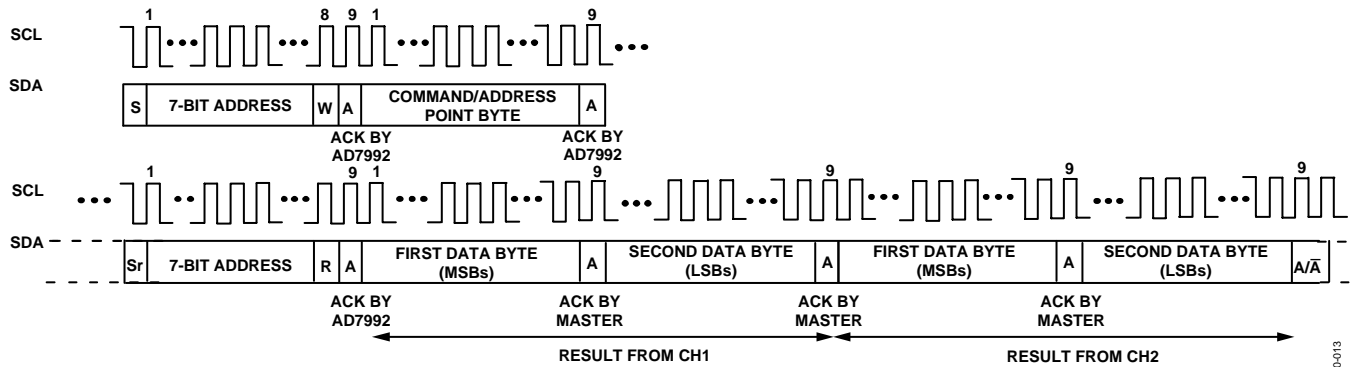 1 8 9 1 9
SCL
SDA
S 7-BIT ADDRESS W A COMMAND/ADDRESS POINT BYTE A
ACK BY AD7992 ACK BY AD7992
1 9 1 9 9 9 9
SCL
SDA
Sr 7-BIT ADDRESS R A FIRST DATA BYTE (MSBs) A SECOND DATA BYTE (LSBs) A FIRST DATA BYTE (MSBs) A SECOND DATA BYTE (LSBs) A/A̅
ACK BY AD7992 ACK BY MASTER ACK BY MASTER ACK BY MASTER
RESULT FROM CH1 RESULT FROM CH2
0-013